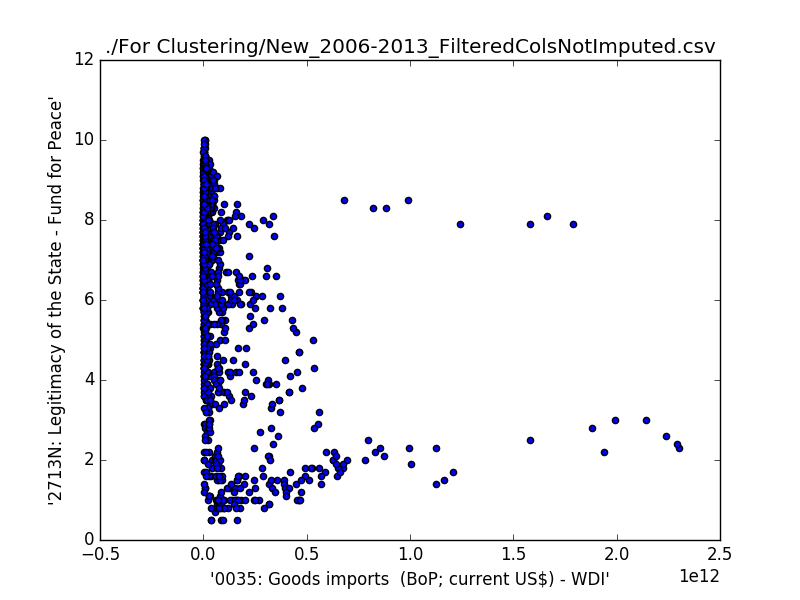 ./For Clustering/New_2006-2013_FilteredColsNotImputed.csv
12
10
8
6
4
2
0
'2713N: Legitimacy of the State - Fund for Peace'
−0.5 0.0 0.5 1.0 1.5 2.0 2.5
1e12
'0035: Goods imports  (BoP; current US$) - WDI'